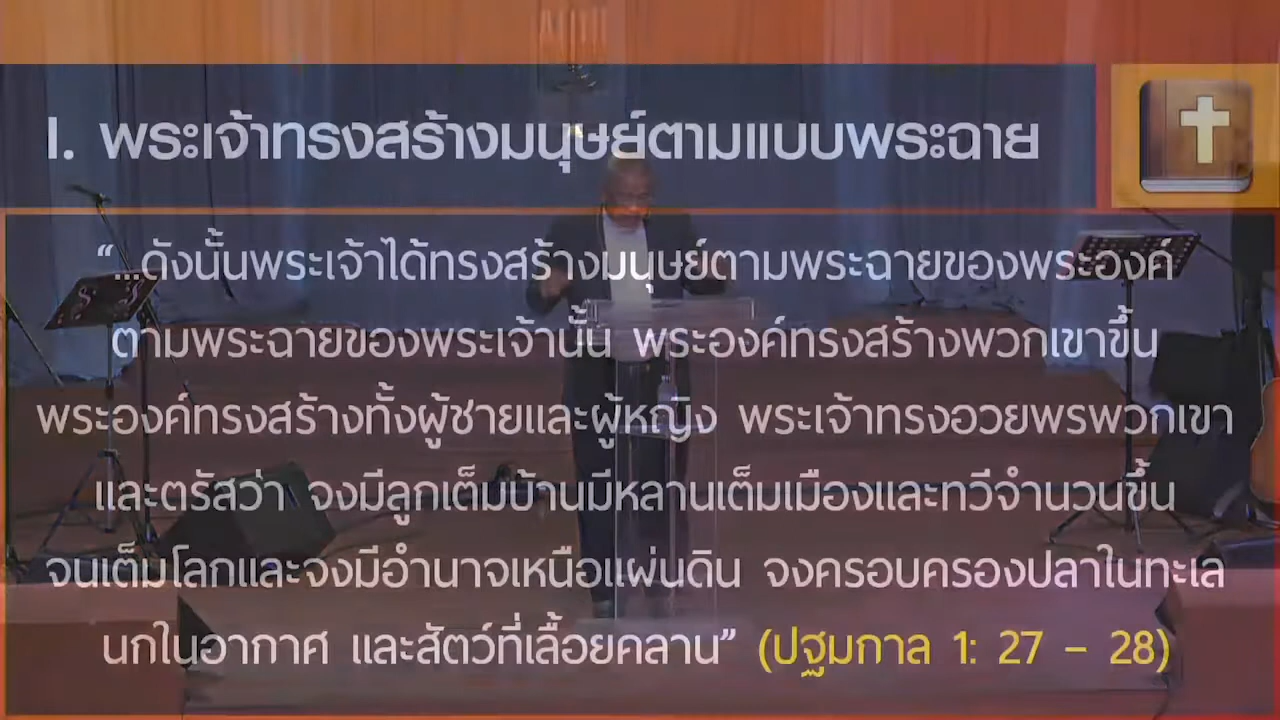 I. พระเจ้าทรงสร้างมนุษย์ตามแบบพระฉาย
“...ดังนั้นพระเจ้าได้ทรงสร้างมนุษย์ตามพระฉายของพระองค์
ตามพระฉายของพระเจ้านั้น พระองค์ทรงสร้างพวกเขาขึ้น
พระองค์ทรงสร้างทั้งผู้ชายและผู้หญิง พระเจ้าทรงอวยพรพวกเขา
และตรัสว่า จงมีลูกเต็มบ้านมีหลานเต็มเมืองและทวีจำนวนขึ้น
จนเต็มโลกและจงมีอำนาจเหนือแผ่นดิน จงครอบครองปลาในทะเล
นกในอากาศ และสัตว์ที่เลื้อยคลาน” (ปฐมกาล 1: 27 – 28)